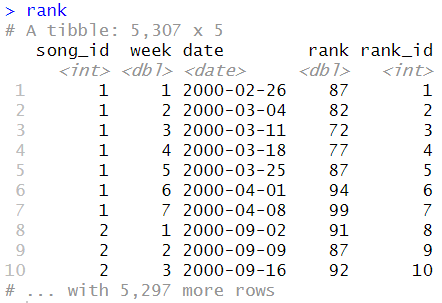 > rank
# A tibble: 5,307 x 5
song_id week date rank rank_id
<int> <dbl> <date> <dbl> <int>
1 1 1 2000-02-26 87 1
2 1 2 2000-03-04 82 2
3 1 3 2000-03-11 72 3
4 1 4 2000-03-18 77 4
5 1 5 2000-03-25 87 5
6 1 6 2000-04-01 94 6
7 1 7 2000-04-08 99 7
8 2 1 2000-09-02 91 8
9 2 2 2000-09-09 87 9
10 2 3 2000-09-16 92 10
# ... with 5,297 more rows